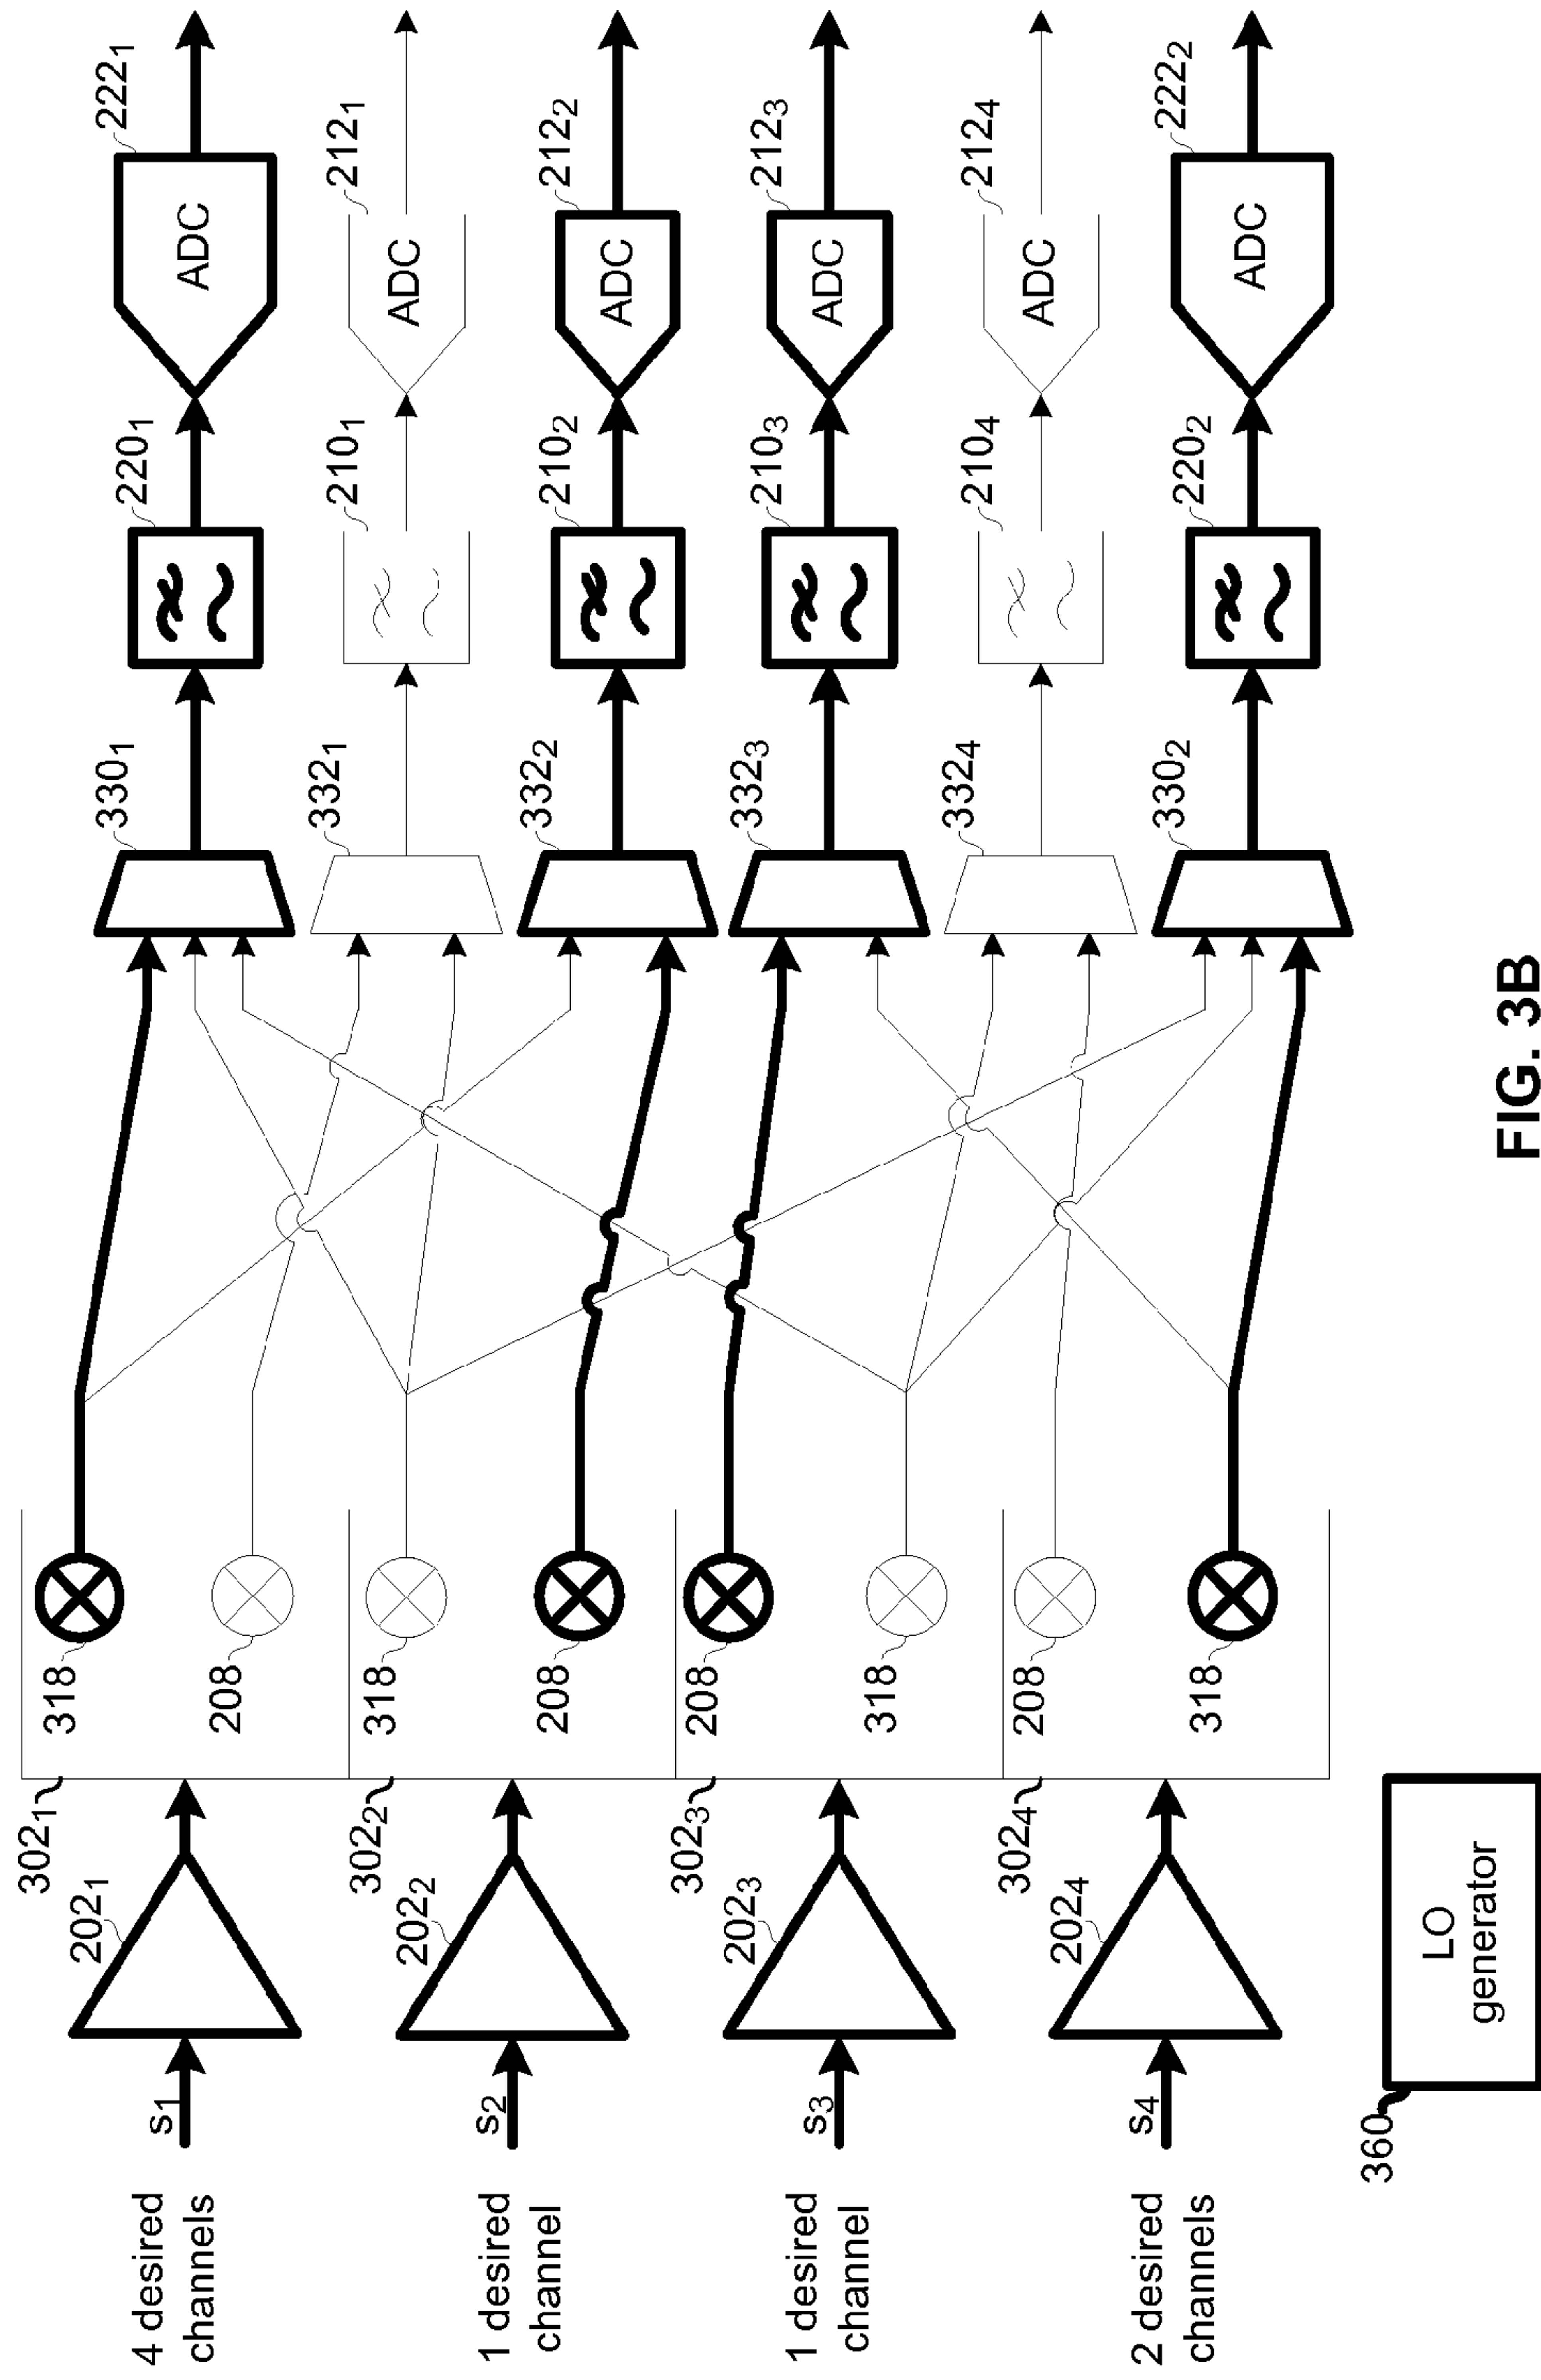 4 desired
channels
s₁
202₁
302₁
318
208
330₁
220₁
222₁
ADC
332₁
210₁
212₁
ADC
1 desired
channel
s₂
202₂
302₂
318
208
332₂
210₂
212₂
ADC
1 desired
channel
s₃
202₃
302₃
208
318
332₃
210₃
212₃
ADC
2 desired
channels
s₄
202₄
302₄
208
318
332₄
210₄
212₄
ADC
330₂
220₂
222₂
ADC
360
LO
generator
FIG. 3B